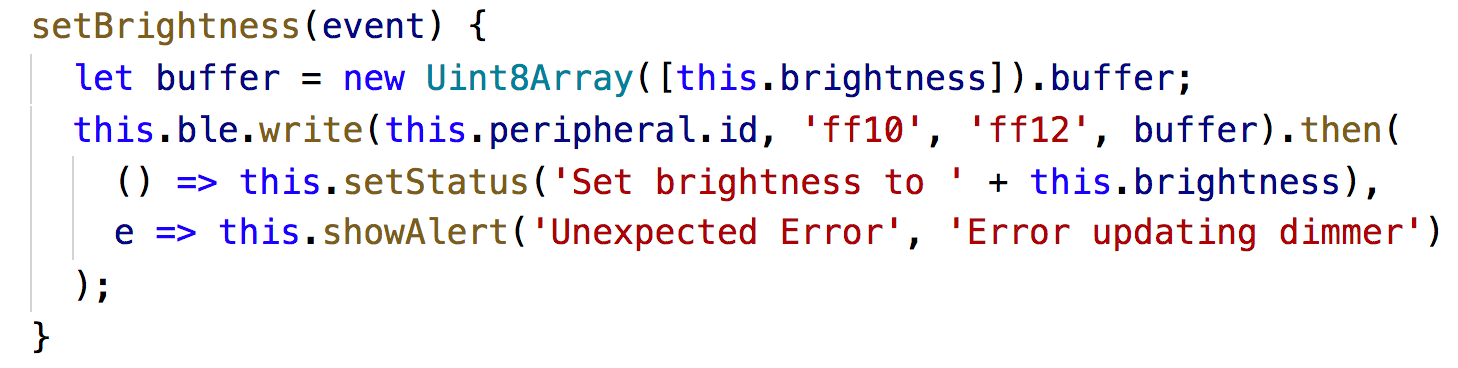 setBrightness(event) {
  let buffer = new Uint8Array([this.brightness]).buffer;
  this.ble.write(this.peripheral.id, 'ff10', 'ff12', buffer).then(
    () => this.setStatus('Set brightness to ' + this.brightness),
    e => this.showAlert('Unexpected Error', 'Error updating dimmer')
  );
}